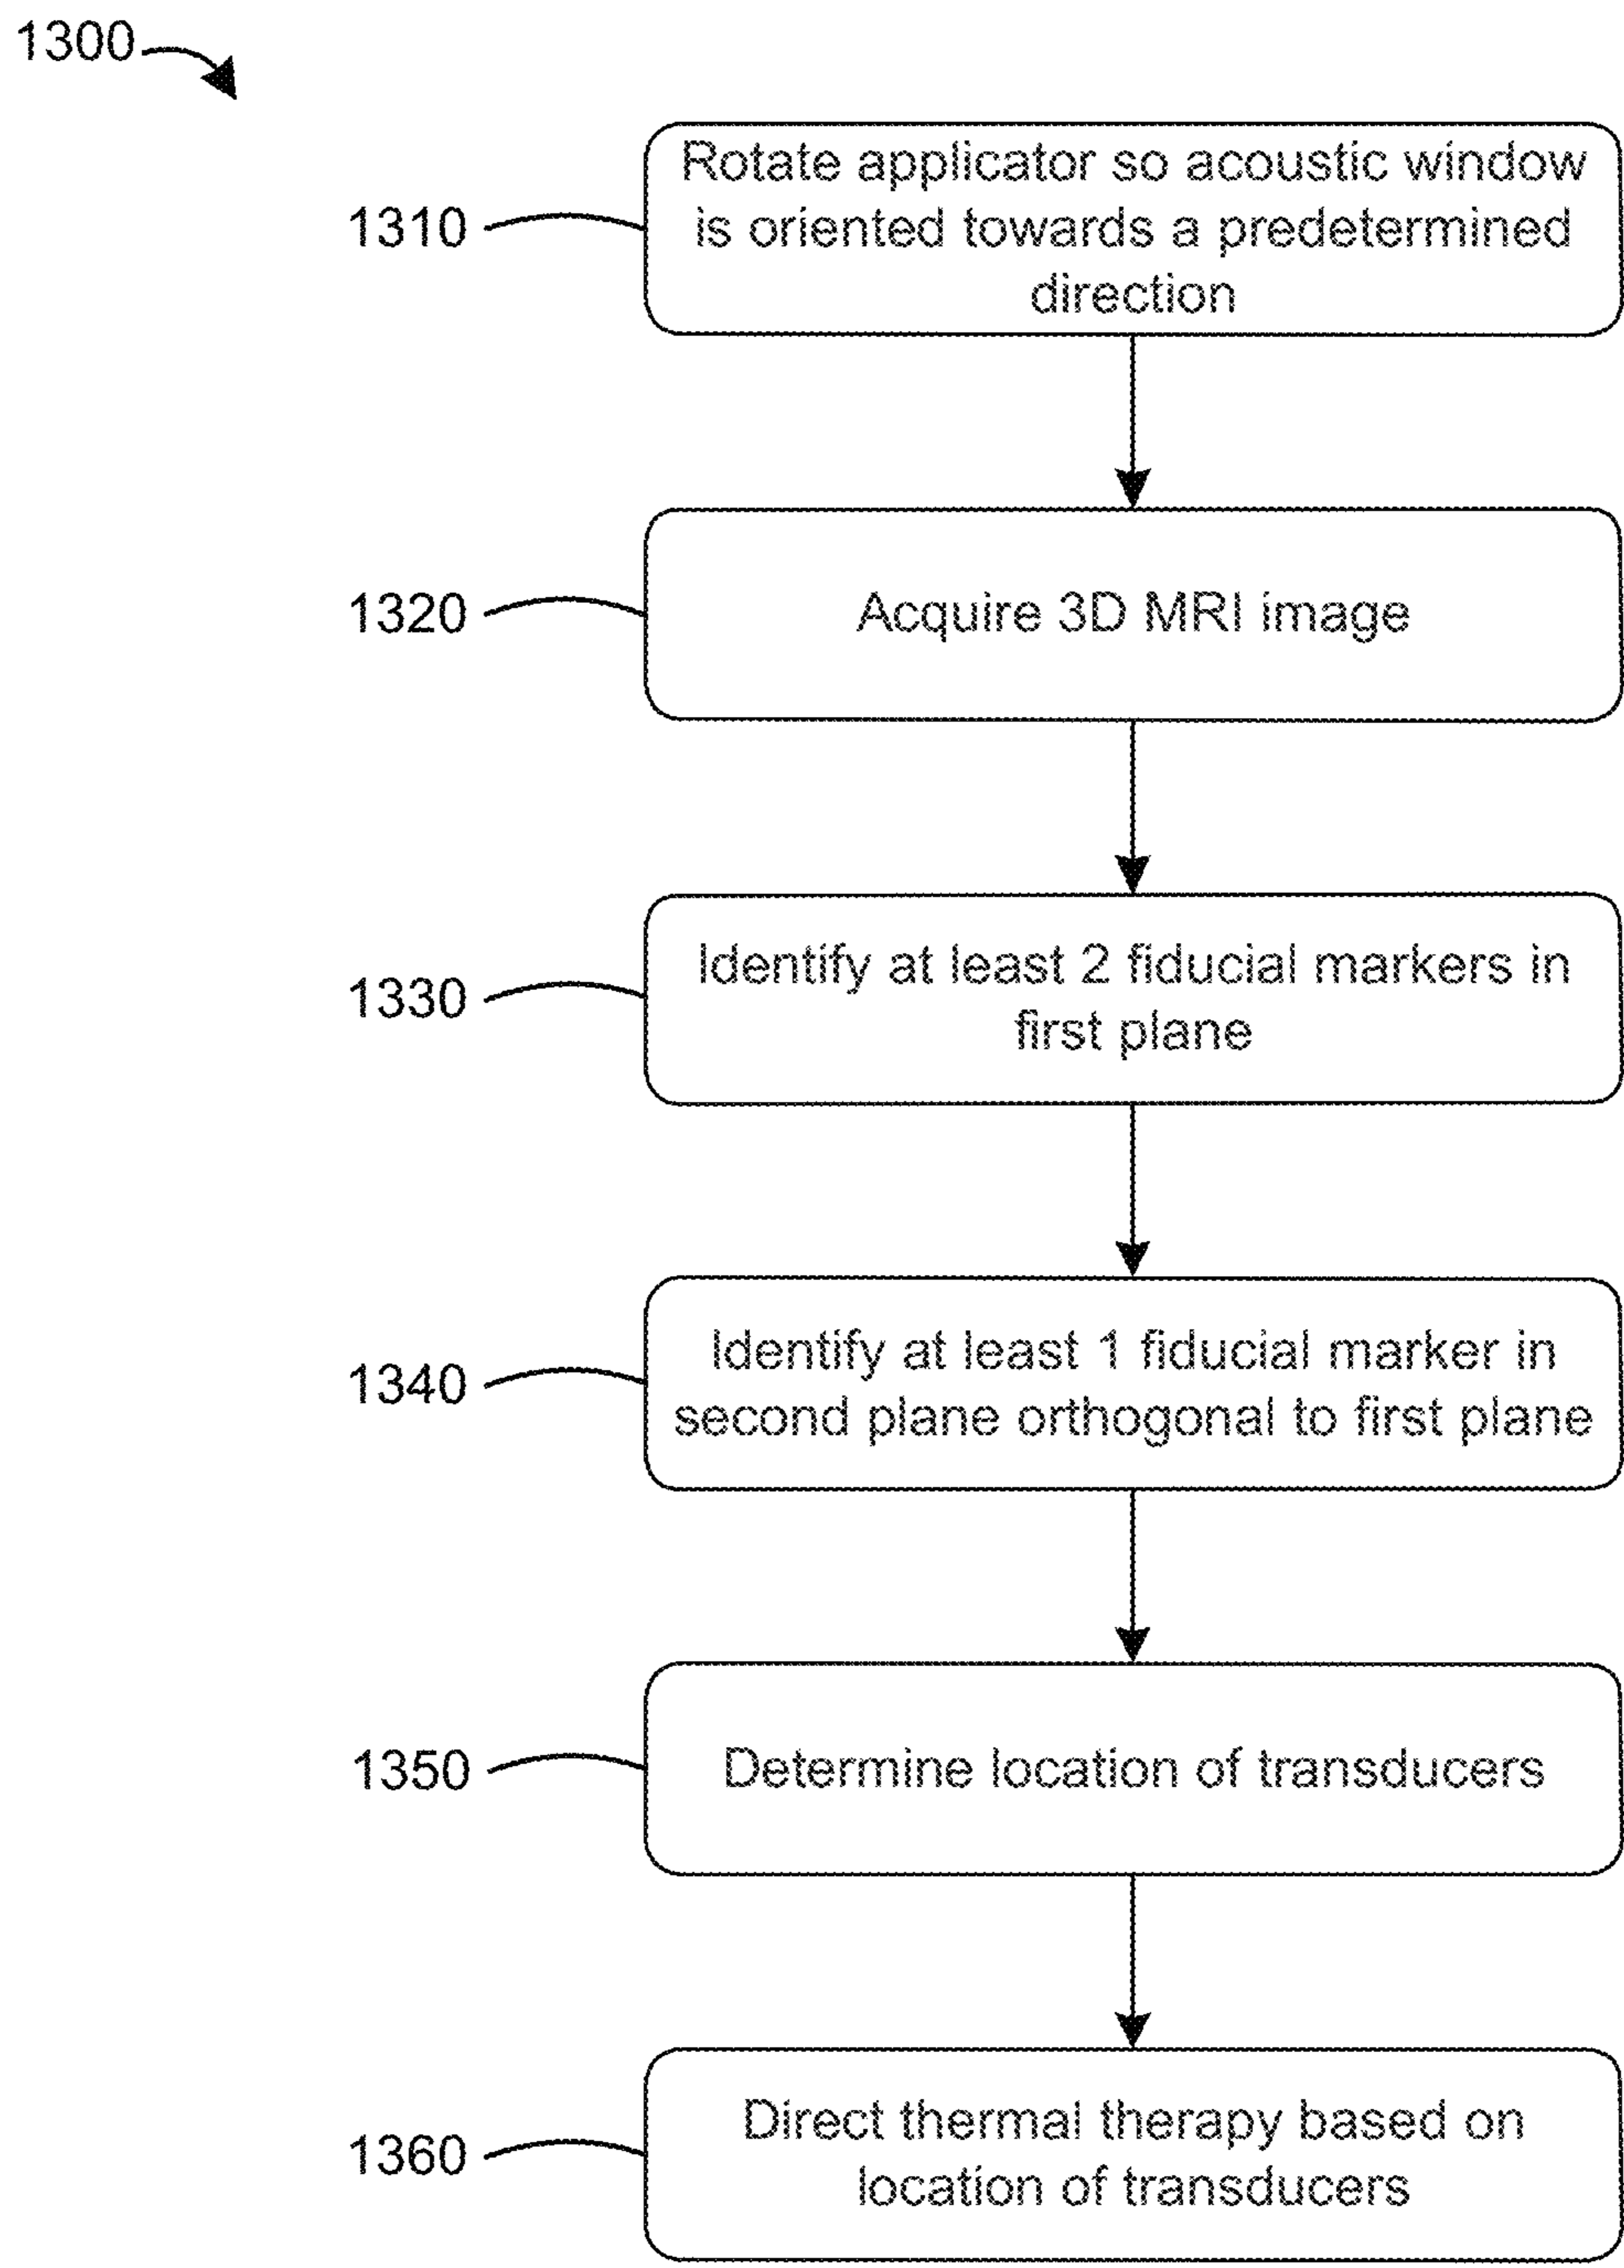 1300
Rotate applicator so acoustic window
1310
is oriented towards a predetermined
direction
1320
Acquire 3D MRI image
Identify at least 2 fiducial markers in
1330
first plane
Identify at least 1 fiducial marker in
1340
second plane orthogonal to first plane
1350
Determine location of transducers
Direct thermal therapy based on
1360
location of transducers